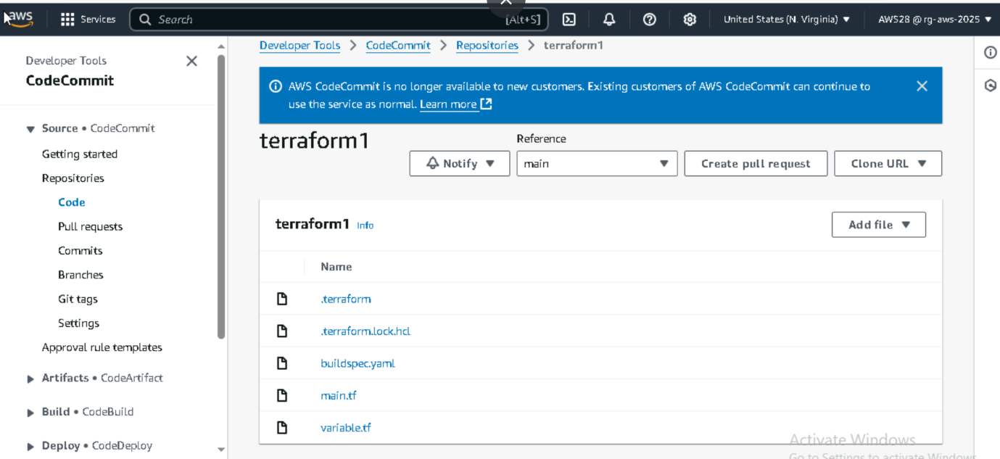 aws Services Search [Alt+S] United States (N. Virginia) AWS28 @ rg-aws-2025
Developer Tools
CodeCommit
Source • CodeCommit
Getting started
Repositories
Code
Pull requests
Commits
Branches
Git tags
Settings
Approval rule templates
Artifacts • CodeArtifact
Build • CodeBuild
Deploy • CodeDeploy
Developer Tools > CodeCommit > Repositories > terraform1
AWS CodeCommit is no longer available to new customers. Existing customers of AWS CodeCommit can continue to
use the service as normal. Learn more
terraform1
Reference
Notify main Create pull request Clone URL
terraform1 Info Add file
Name
.terraform
.terraform.lock.hcl
buildspec.yaml
main.tf
variable.tf
Activate Windows
Go to Settings to activate Windows.